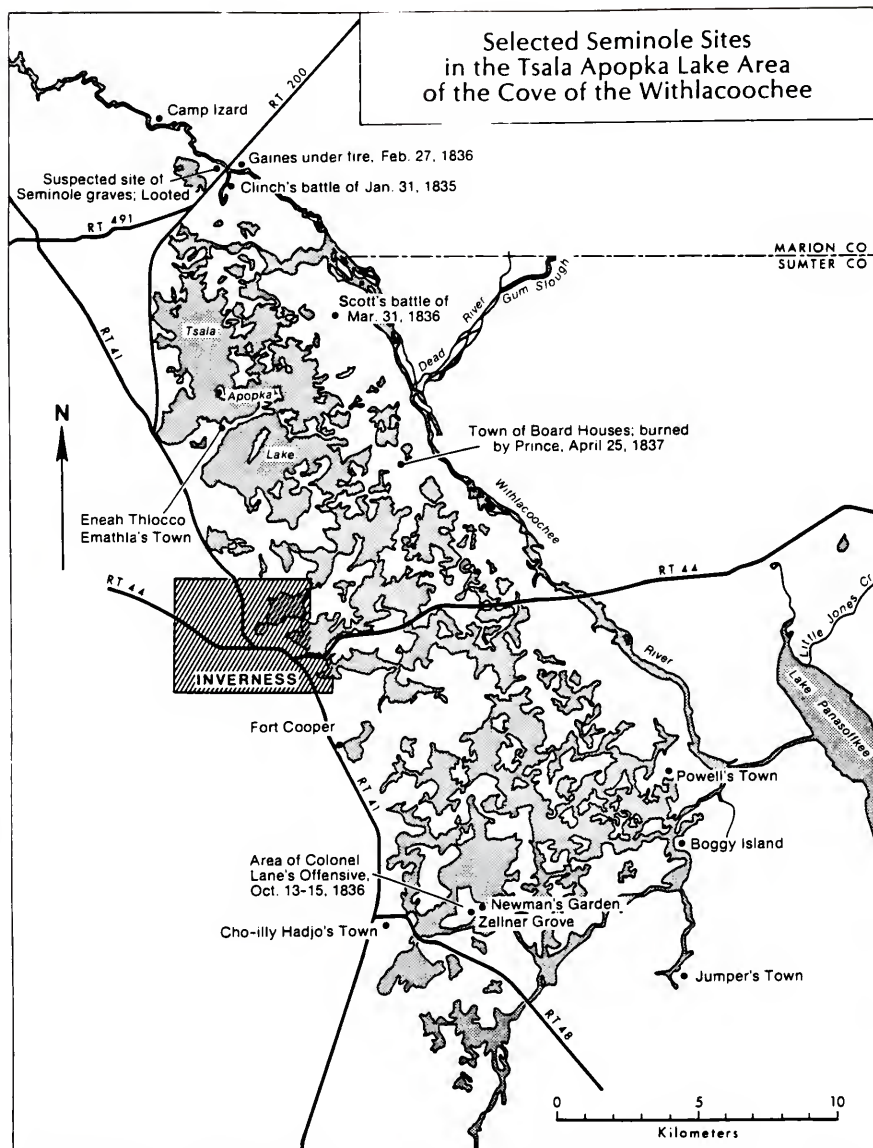 Selected Seminole Sites
in the Tsala Apopka Lake Area
of the Cove of the Withlacoochee
RT 200
Camp Izard
Gaines under fire, Feb. 27, 1836
Suspected site of
Seminole graves; Looted
Clinch's battle of Jan. 31, 1835
RT 491
MARION CO
SUMTER CO
Gum Slough
Dead River
Scott's battle of
Mar. 31, 1836
Tsala
RT 41
Apopka
N
Town of Board Houses; burned
by Prince, April 25, 1837
Lake
Withlacoochee
Eneah Thlocco
Emathla's Town
RT 44
RT 44
Little Jones Cr.
River
INVERNESS
Lake Panasoffkee
Fort Cooper
Powell's Town
RT 41
Boggy Island
Area of Colonel
Lane's Offensive,
Oct. 13-15, 1836
Newman's Garden
Zellner Grove
Cho-illy Hadjo's Town
Jumper's Town
RT 48
0 5 10
Kilometers